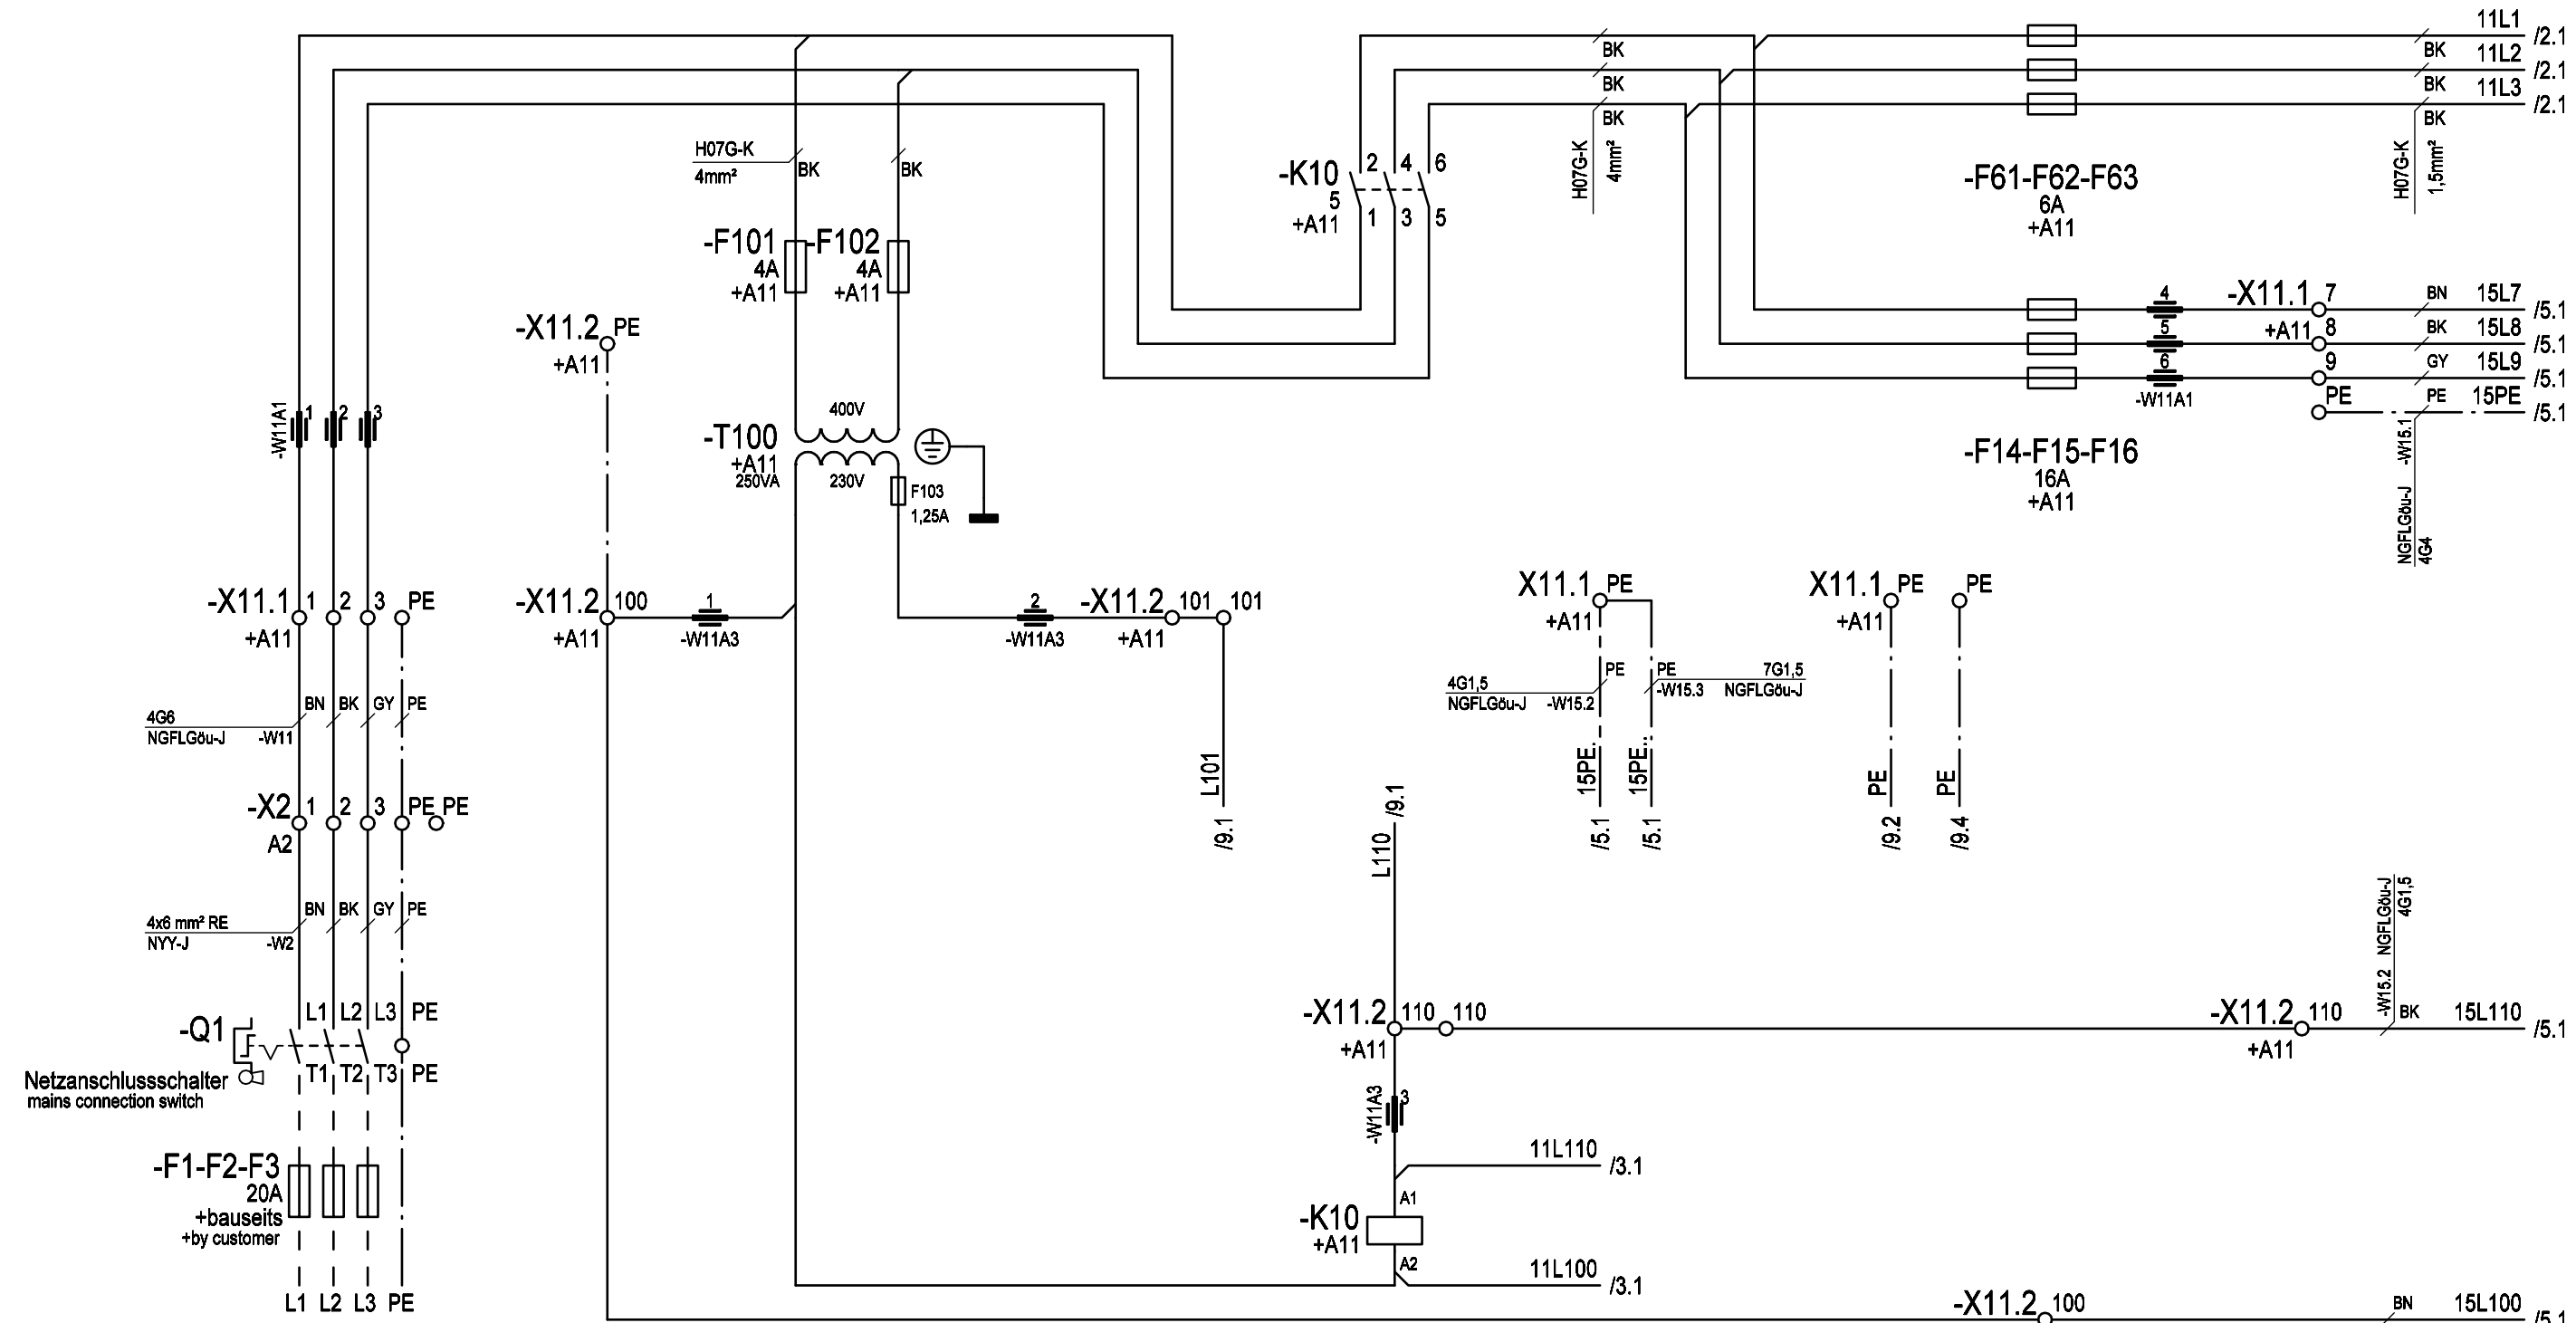 11L1 /2.1
BK BK
11L2 /2.1
BK BK
11L3 /2.1
BK BK
H07G-K
4mm²
BK
BK
-K10
5
+A11
2 4 6
1 3 5
H07G-K
4mm²
-F61-F62-F63
6A
+A11
H07G-K
1,5mm²
-F101
4A
+A11
-F102
4A
+A11
-X11.2 PE
+A11
4
5
6
-W11A1
-X11.1 7
+A11 8
9
PE
BN 15L7 /5.1
BK 15L8 /5.1
GY 15L9 /5.1
PE 15PE /5.1
-W11A1
1 2 3
400V
-T100
+A11
250VA
230V
F103
1,25A
-F14-F15-F16
16A
+A11
NGFLGöu-J -W15.1
4G4
-X11.1 1 2 3 PE
+A11
-X11.2 100
+A11
1
-W11A3
2
-W11A3
-X11.2 101 101
+A11
X11.1 PE
+A11
X11.1 PE PE
+A11
4G1,5
NGFLGöu-J -W15.2
PE
PE 7G1,5
-W15.3 NGFLGöu-J
4G6
NGFLGöu-J -W11
BN BK GY PE
L101
/9.1
15PE.
/5.1
15PE..
/5.1
PE
/9.2
PE
/9.4
-X2 1 2 3 PE PE
A2
L110 /9.1
4x6 mm² RE
NYY-J -W2
BN BK GY PE
-W15.2 NGFLGöu-J
4G1,5
-Q1
L1 L2 L3 PE
T1 T2 T3 PE
Netzanschlussschalter
mains connection switch
-X11.2 110 110
+A11
-X11.2 110
+A11
BK 15L110 /5.1
-W11A3
3
11L110 /3.1
-F1-F2-F3
20A
+bauseits
+by customer
A1
-K10
+A11
A2
11L100 /3.1
L1 L2 L3 PE
-X11.2 100
BN 15L100 /5.1